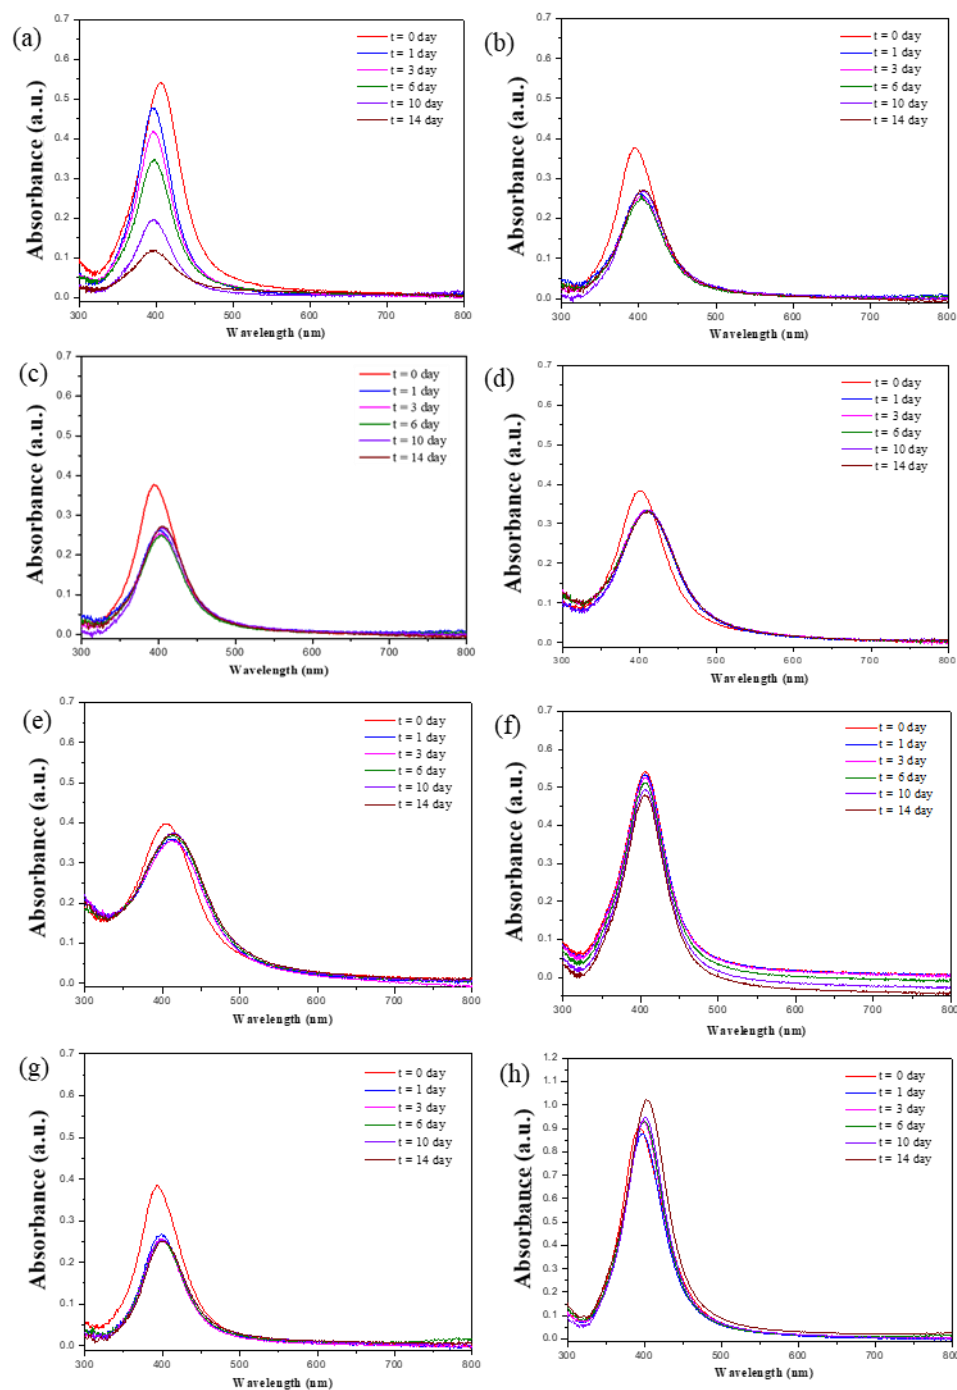 (a)
Absorbance (a.u.)
0.7
0.6
0.5
0.4
0.3
0.2
0.1
0.0
t = 0 day
t = 1 day
t = 3 day
t = 6 day
t = 10 day
t = 14 day
300 400 500 600 700 800
Wavelength (nm)
(b)
Absorbance (a.u.)
0.7
0.6
0.5
0.4
0.3
0.2
0.1
0.0
t = 0 day
t = 1 day
t = 3 day
t = 6 day
t = 10 day
t = 14 day
300 400 500 600 700 800
Wavelength (nm)
(c)
Absorbance (a.u.)
0.7
0.6
0.5
0.4
0.3
0.2
0.1
0.0
t = 0 day
t = 1 day
t = 3 day
t = 6 day
t = 10 day
t = 14 day
300 400 500 600 700 800
Wavelength (nm)
(d)
Absorbance (a.u.)
0.7
0.6
0.5
0.4
0.3
0.2
0.1
0.0
t = 0 day
t = 1 day
t = 3 day
t = 6 day
t = 10 day
t = 14 day
300 400 500 600 700 800
Wavelength (nm)
(e)
Absorbance (a.u.)
0.7
0.6
0.5
0.4
0.3
0.2
0.1
0.0
t = 0 day
t = 1 day
t = 3 day
t = 6 day
t = 10 day
t = 14 day
300 400 500 600 700 800
Wavelength (nm)
(f)
Absorbance (a.u.)
0.7
0.6
0.5
0.4
0.3
0.2
0.1
0.0
t = 0 day
t = 1 day
t = 3 day
t = 6 day
t = 10 day
t = 14 day
300 400 500 600 700 800
Wavelength (nm)
(g)
Absorbance (a.u.)
0.7
0.6
0.5
0.4
0.3
0.2
0.1
0.0
t = 0 day
t = 1 day
t = 3 day
t = 6 day
t = 10 day
t = 14 day
300 400 500 600 700 800
Wavelength (nm)
(h)
Absorbance (a.u.)
1.2
1.1
1.0
0.9
0.8
0.7
0.6
0.5
0.4
0.3
0.2
0.1
0.0
t = 0 day
t = 1 day
t = 3 day
t = 6 day
t = 10 day
t = 14 day
300 400 500 600 700 800
Wavelength (nm)